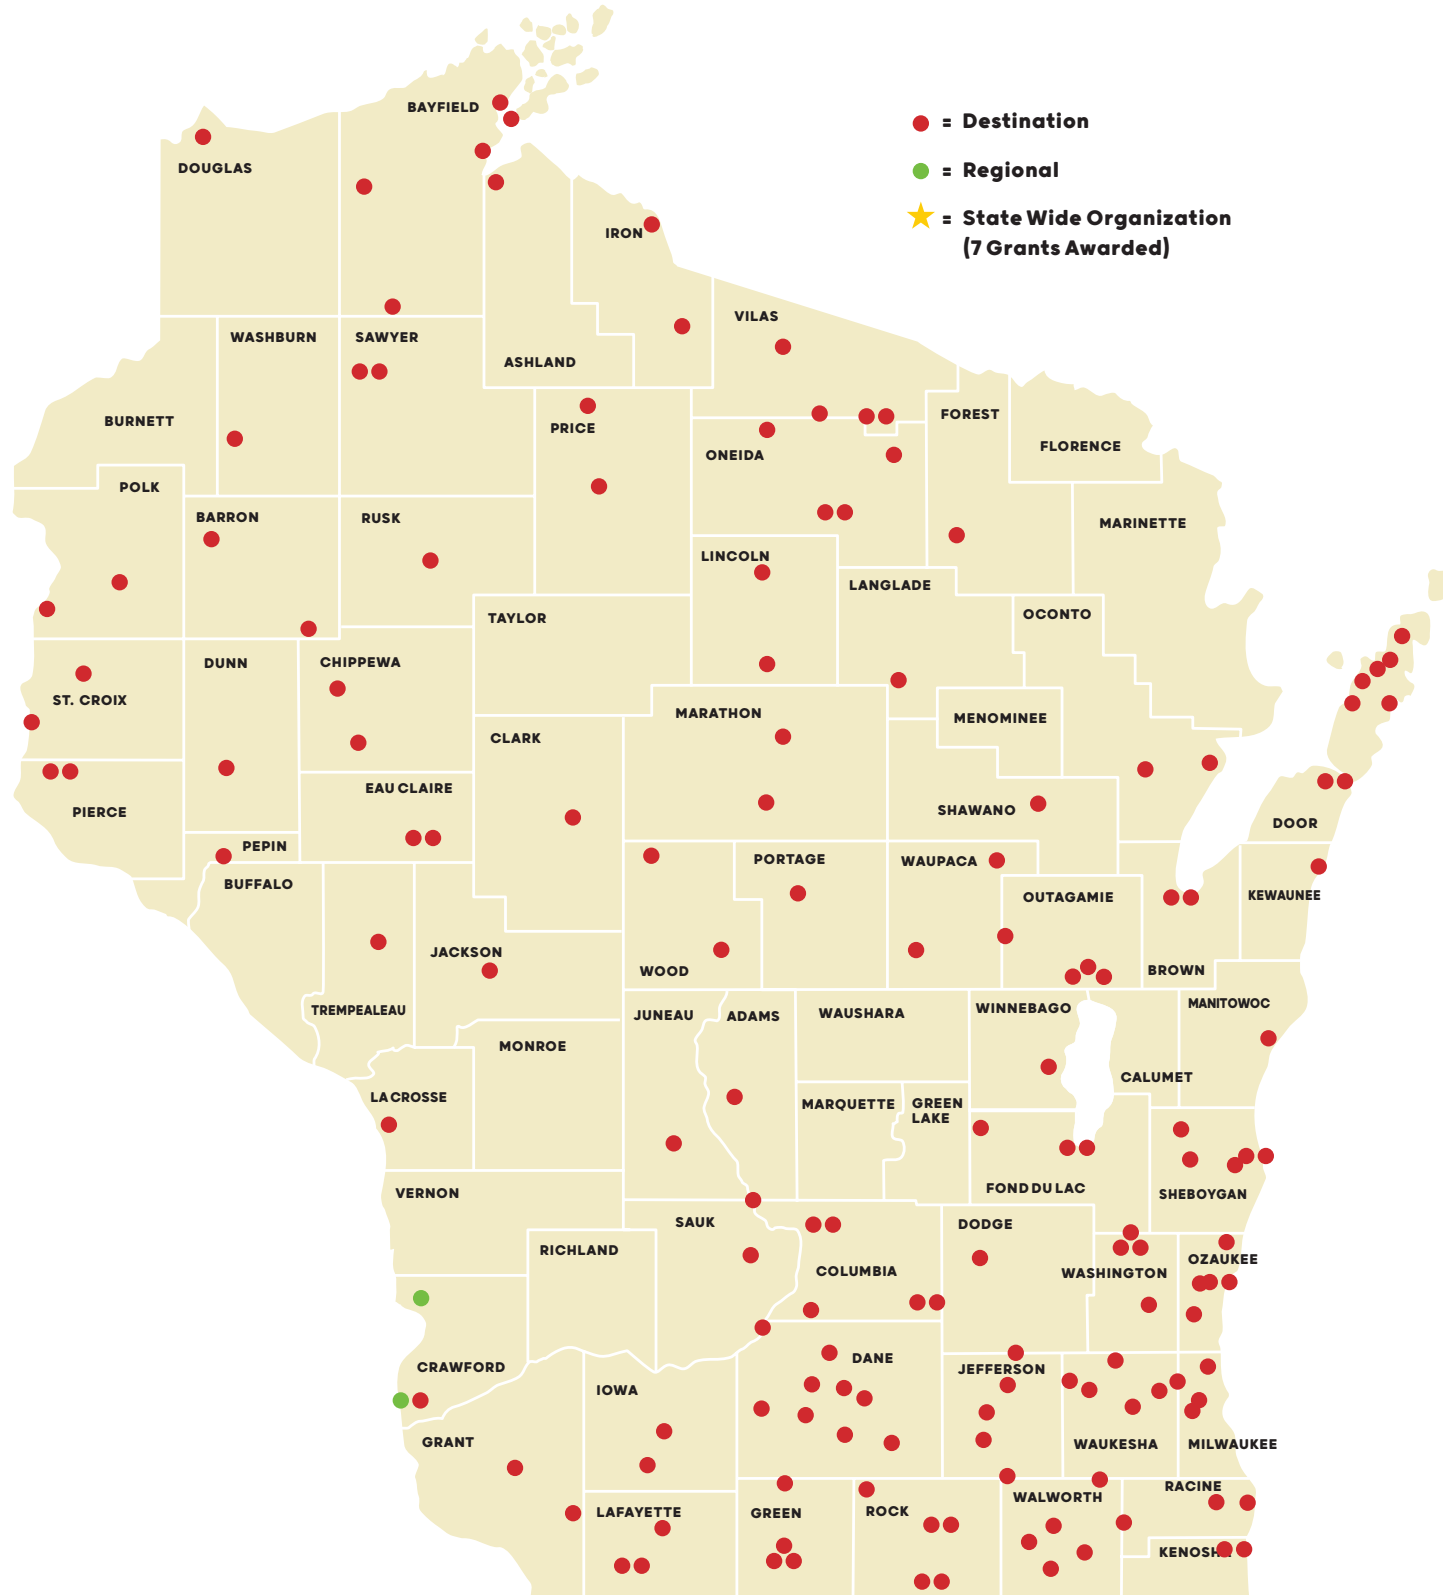 BAYFIELD
= Destination
DOUGLAS
= Regional
= State Wide Organization
(7 Grants Awarded)
IRON
VILAS
WASHBURN
SAWYER
ASHLAND
BURNETT
PRICE
FOREST
FLORENCE
ONEIDA
POLK
BARRON
RUSK
MARINETTE
LINCOLN
LANGLADE
TAYLOR
OCONTO
DUNN
CHIPPEWA
ST. CROIX
MARATHON
MENOMINEE
CLARK
EAU CLAIRE
PIERCE
SHAWANO
DOOR
PEPIN
PORTAGE
WAUPACA
BUFFALO
OUTAGAMIE
KEWAUNEE
JACKSON
WOOD
BROWN
TREMPEALEAU
JUNEAU
ADAMS
WAUSHARA
WINNEBAGO
MANITOWOC
MONROE
CALUMET
LA CROSSE
MARQUETTE
GREEN
LAKE
VERNON
FOND DU LAC
SHEBOYGAN
SAUK
DODGE
RICHLAND
COLUMBIA
WASHINGTON
OZAUKEE
CRAWFORD
DANE
JEFFERSON
IOWA
GRANT
WAUKESHA
MILWAUKEE
RACINE
LAFAYETTE
GREEN
ROCK
WALWORTH
KENOSHA